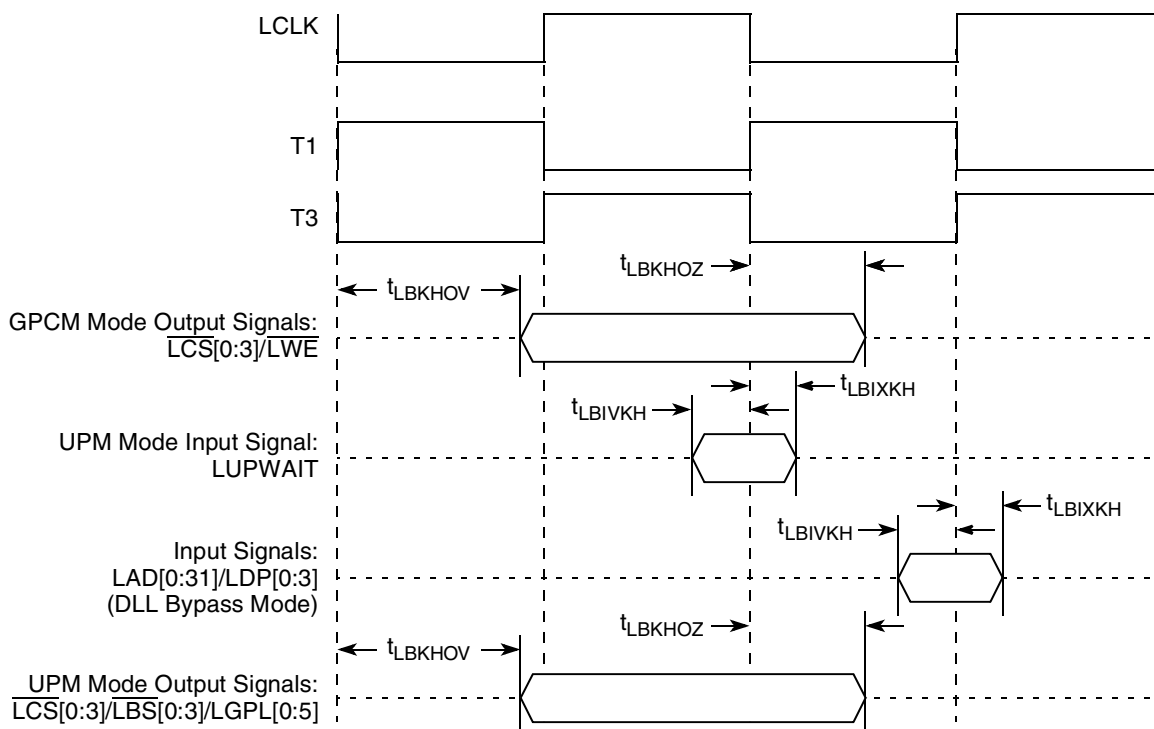 LCLK
T1
T3
tLBKHOZ
tLBKHOV
GPCM Mode Output Signals:
LCS[0:3]/LWE
tLBIXKH
tLBIVKH
UPM Mode Input Signal:
LUPWAIT
tLBIXKH
tLBIVKH
Input Signals:
LAD[0:31]/LDP[0:3]
(DLL Bypass Mode)
tLBKHOZ
tLBKHOV
UPM Mode Output Signals:
LCS[0:3]/LBS[0:3]/LGPL[0:5]